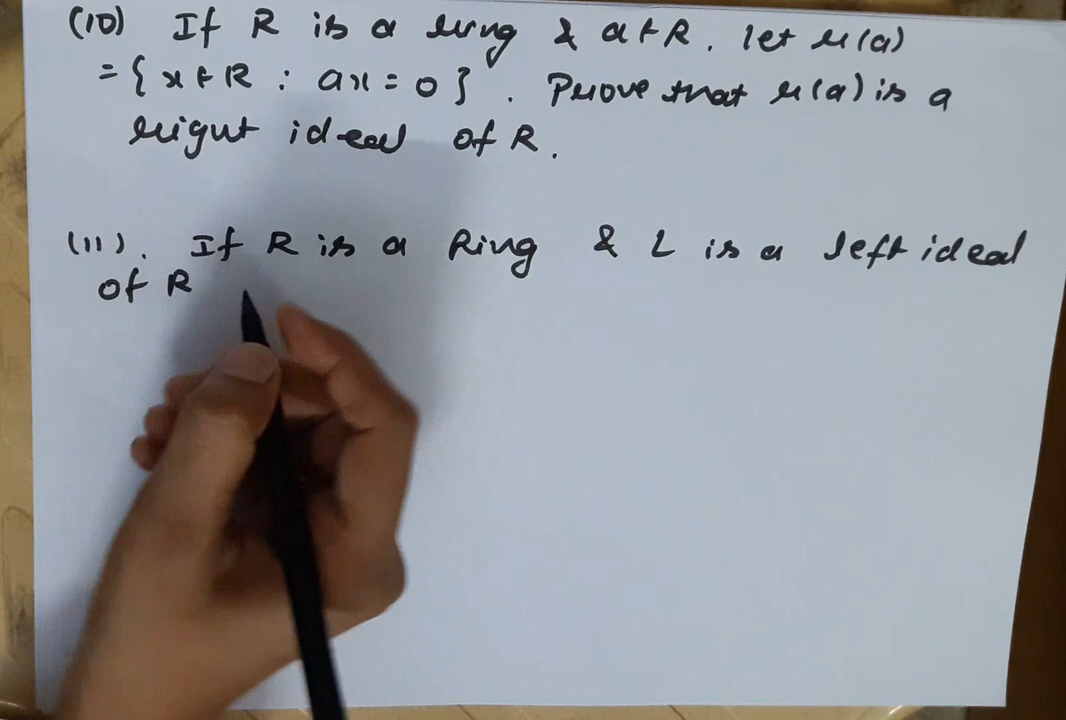 (10) If R is a ring & a ∈ R. let r(a)
= { x ∈ R : ax = 0 } . Prove that r(a) is a
right ideal of R.
(11). If R is a Ring & L is a left ideal
of R